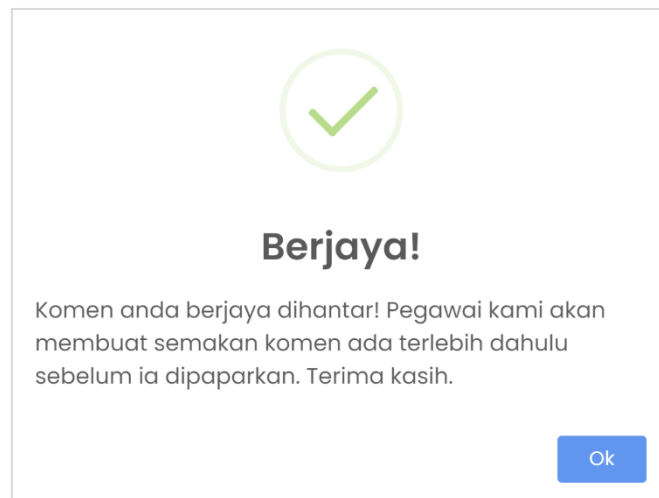 Berjaya!
Komen anda berjaya dihantar! Pegawai kami akan
membuat semakan komen ada terlebih dahulu
sebelum ia dipaparkan. Terima kasih.
Ok